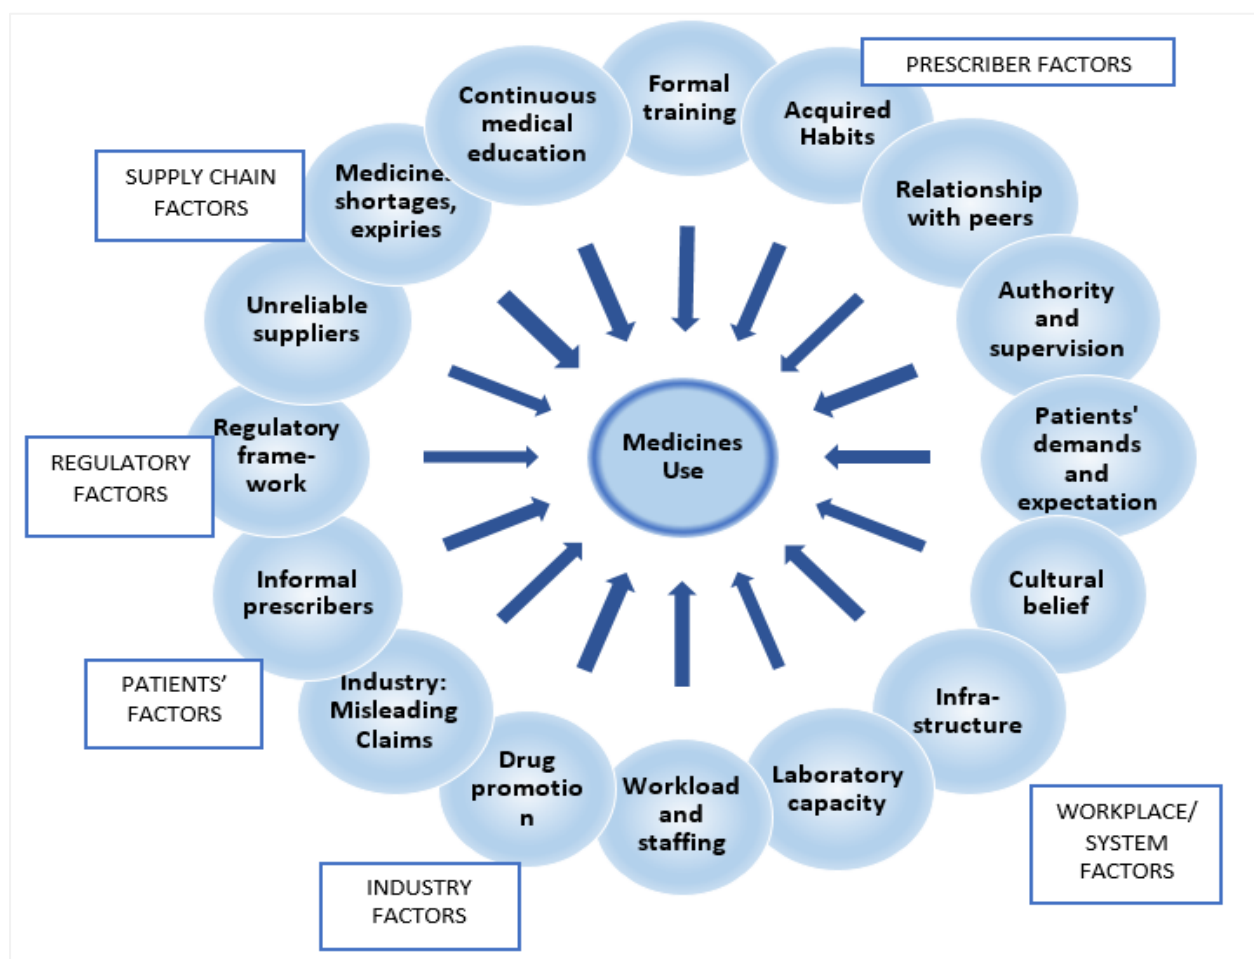 PRESCRIBER FACTORS
Formal
training
Acquired
Habits
Relationship
with peers
Authority
and
supervision
Patients'
demands
and
expectation
Cultural
belief
Infra-
structure
WORKPLACE/
SYSTEM
FACTORS
Laboratory
capacity
Workload
and
staffing
Drug
promotio
n
INDUSTRY
FACTORS
Industry:
Misleading
Claims
PATIENTS’
FACTORS
Informal
prescribers
REGULATORY
FACTORS
Regulatory
frame-
work
Unreliable
suppliers
SUPPLY CHAIN
FACTORS
Medicines
shortages,
expiries
Continuous
medical
education
Medicines
Use